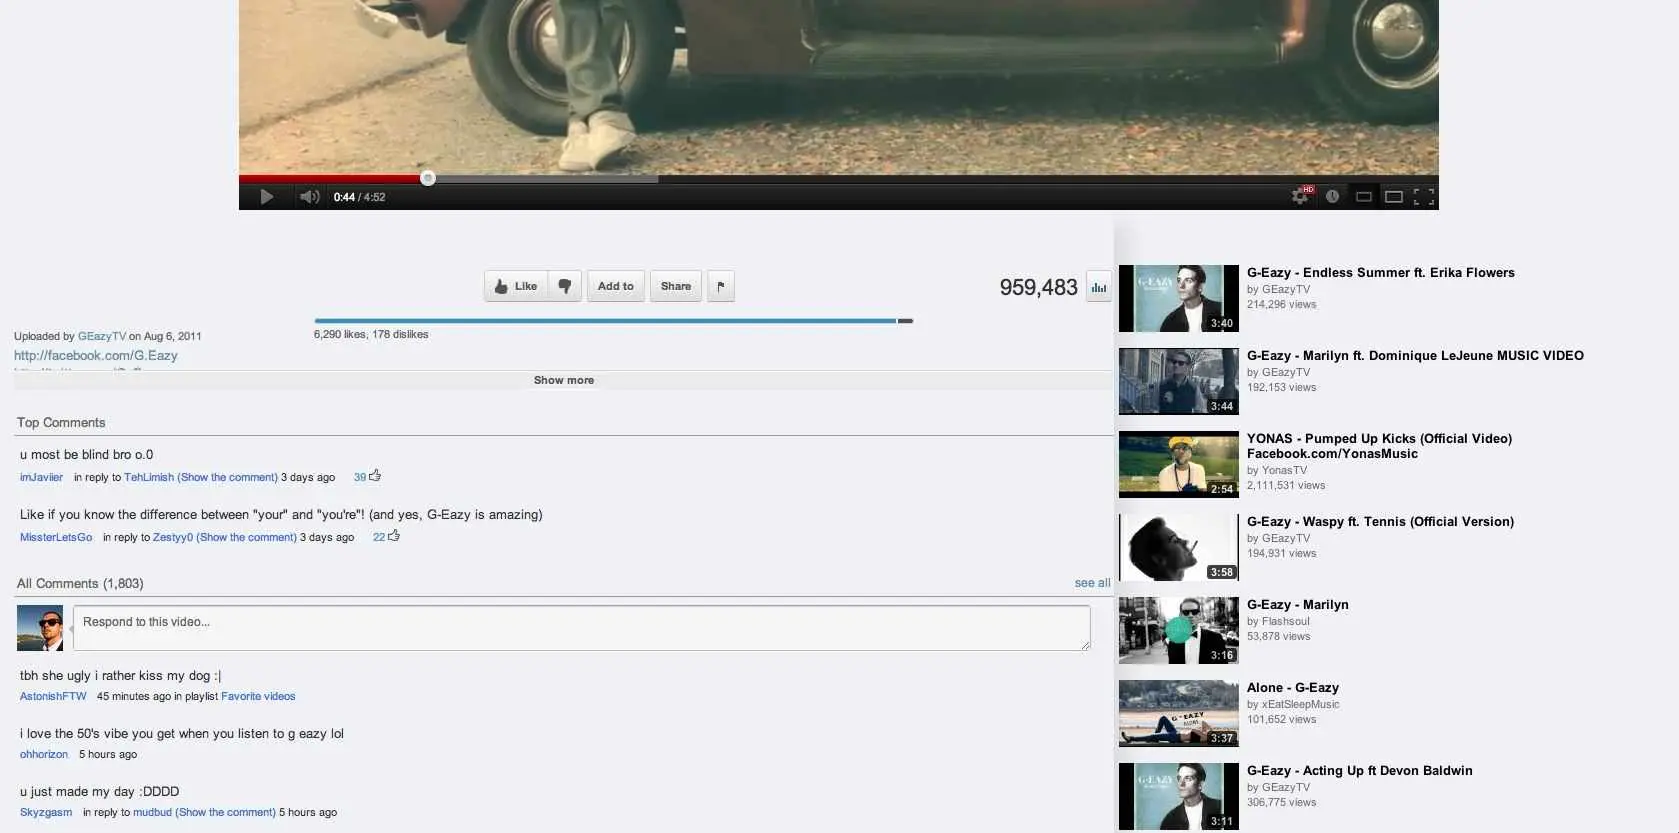 0:44 / 4:52
HD
Like
Add to
Share
959,483
6,290 likes, 178 dislikes
Uploaded by GEazyTV on Aug 6, 2011
http://facebook.com/G.Eazy
Show more
Top Comments
u most be blind bro o.0
imJaviier in reply to TehLimish (Show the comment) 3 days ago 39
Like if you know the difference between "your" and "you're"! (and yes, G-Eazy is amazing)
MissterLetsGo in reply to Zestyy0 (Show the comment) 3 days ago 22
All Comments (1,803)
see all
Respond to this video...
tbh she ugly i rather kiss my dog :|
AstonishFTW 45 minutes ago in playlist Favorite videos
i love the 50's vibe you get when you listen to g eazy lol
ohhorizon 5 hours ago
u just made my day :DDDD
Skyzgasm in reply to mudbud (Show the comment) 5 hours ago
G-EAZY
3:40
G-Eazy - Endless Summer ft. Erika Flowers
by GEazyTV
214,296 views
3:44
G-Eazy - Marilyn ft. Dominique LeJeune MUSIC VIDEO
by GEazyTV
192,153 views
2:54
YONAS - Pumped Up Kicks (Official Video)
Facebook.com/YonasMusic
by YonasTV
2,111,531 views
3:58
G-Eazy - Waspy ft. Tennis (Official Version)
by GEazyTV
194,931 views
3:16
G-Eazy - Marilyn
by Flashsoul
53,878 views
G-EAZY
ALONE
3:37
Alone - G-Eazy
by xEatSleepMusic
101,652 views
G-EAZY
3:11
G-Eazy - Acting Up ft Devon Baldwin
by GEazyTV
306,775 views